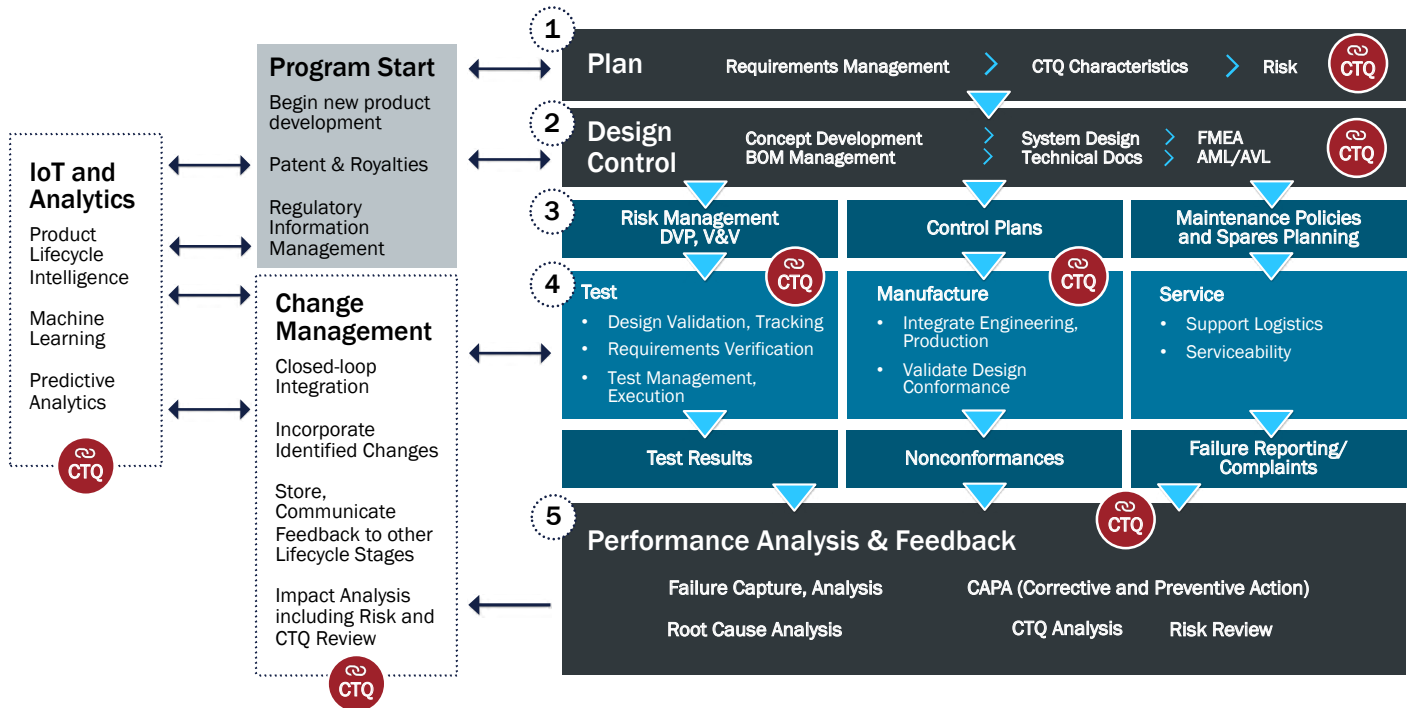 IoT and
Analytics
Product
Lifecycle
Intelligence
Machine
Learning
Predictive
Analytics
CTQ
Program Start
Begin new product
development
Patent & Royalties
Regulatory
Information
Management
Change
Management
Closed-loop
Integration
Incorporate
Identified Changes
Store,
Communicate
Feedback to other
Lifecycle Stages
Impact Analysis
including Risk and
CTQ Review
CTQ
1
Plan
Requirements Management
CTQ Characteristics
Risk
CTQ
2
Design
Control
Concept Development
BOM Management
System Design
Technical Docs
FMEA
AML/AVL
CTQ
3
Risk Management
DVP, V&V
Control Plans
Maintenance Policies
and Spares Planning
4
CTQ
Test
• Design Validation, Tracking
• Requirements Verification
• Test Management,
Execution
CTQ
Manufacture
• Integrate Engineering,
Production
• Validate Design
Conformance
Service
• Support Logistics
• Serviceability
Test Results
Nonconformances
Failure Reporting/
Complaints
5
CTQ
Performance Analysis & Feedback
Failure Capture, Analysis
CAPA (Corrective and Preventive Action)
Root Cause Analysis
CTQ Analysis
Risk Review